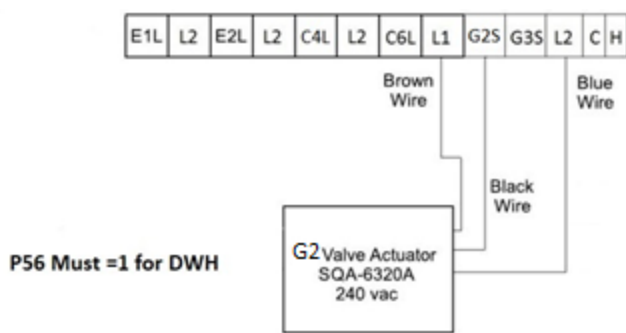 E1L L2 E2L L2 C4L L2 C6L L1 G2S G3S L2 C H
Brown
Wire
Blue
Wire
Black
Wire
G2 Valve Actuator
SQA-6320A
240 vac
P56 Must =1 for DWH